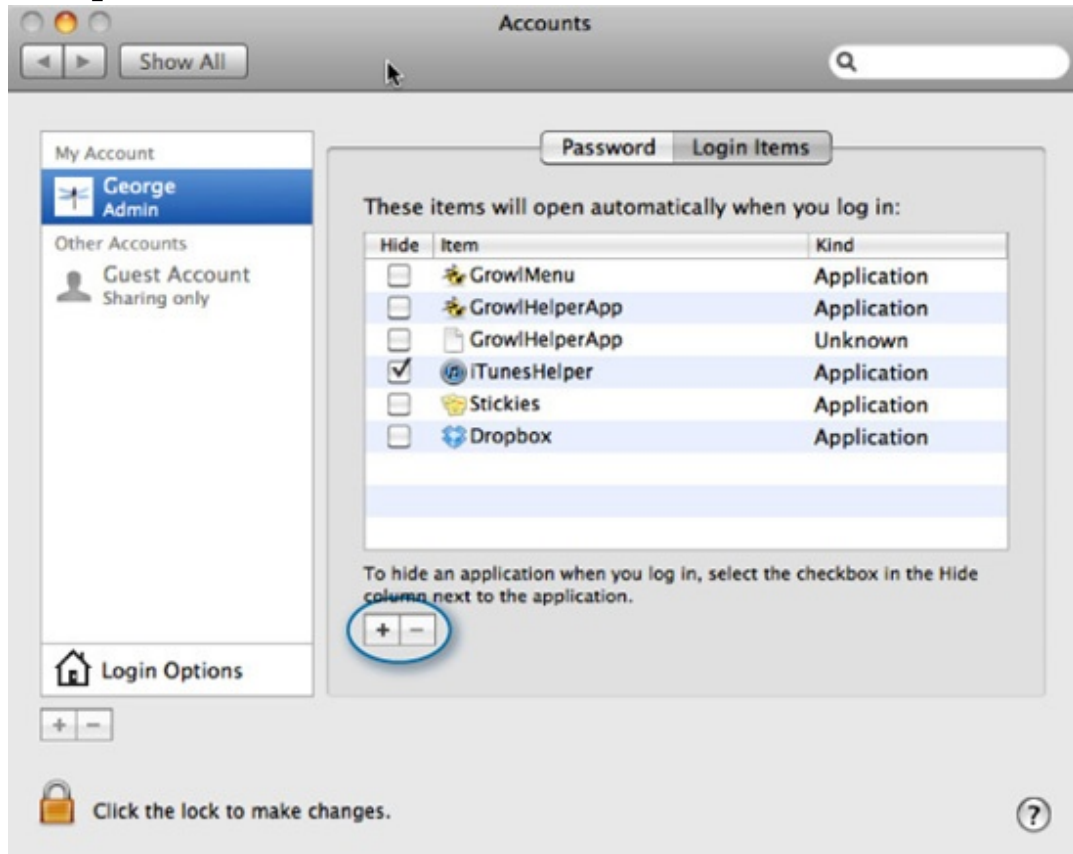 Accounts
Show All
My Account
George
Admin
Other Accounts
Guest Account
Sharing only
Login Options
Password Login Items
These items will open automatically when you log in:
Hide Item Kind
GrowlMenu Application
GrowlHelperApp Application
GrowlHelperApp Unknown
iTunesHelper Application
Stickies Application
Dropbox Application
To hide an application when you log in, select the checkbox in the Hide
column next to the application.
+ −
+ −
Click the lock to make changes.
?